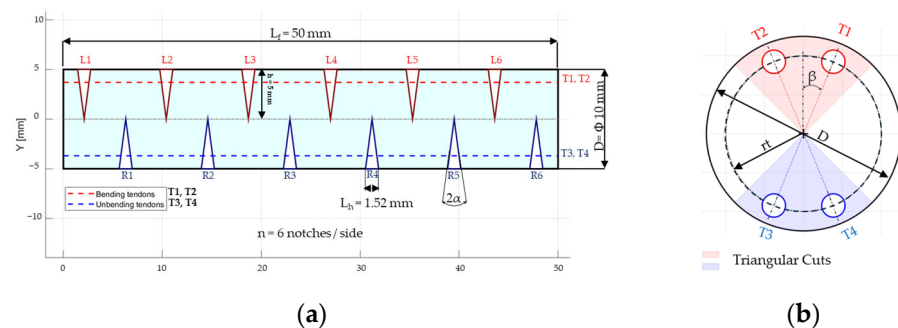 L_f = 50 mm
10
5
0
−5
−10
Y [mm]
L1 L2 L3 L4 L5 L6
h = 5 mm
T1, T2
T3, T4
D= Φ 10 mm
R1 R2 R3 R4 R5 R6
Bending tendons T1, T2
Unbending tendons T3, T4
L_h = 1.52 mm
2α
n = 6 notches / side
0 10 20 30 40 50
(a)
T2 T1
β
D
rt
T3 T4
Triangular Cuts
(b)